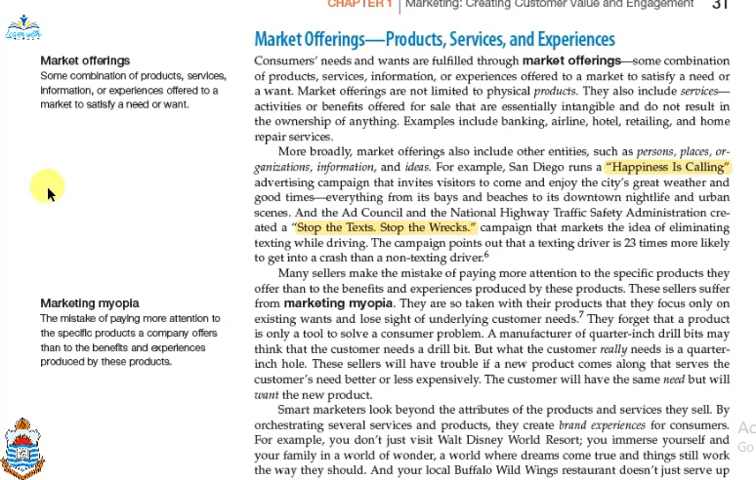 CHAPTER 1 | Marketing: Creating Customer Value and Engagement 31
Market Offerings—Products, Services, and Experiences
Market offerings
Some combination of products, services,
information, or experiences offered to a
market to satisfy a need or want.
Consumers' needs and wants are fulfilled through market offerings—some combination
of products, services, information, or experiences offered to a market to satisfy a need or
a want. Market offerings are not limited to physical products. They also include services—
activities or benefits offered for sale that are essentially intangible and do not result in
the ownership of anything. Examples include banking, airline, hotel, retailing, and home
repair services.
More broadly, market offerings also include other entities, such as persons, places, or-
ganizations, information, and ideas. For example, San Diego runs a “Happiness Is Calling”
advertising campaign that invites visitors to come and enjoy the city's great weather and
good times—everything from its bays and beaches to its downtown nightlife and urban
scenes. And the Ad Council and the National Highway Traffic Safety Administration cre-
ated a “Stop the Texts. Stop the Wrecks.” campaign that markets the idea of eliminating
texting while driving. The campaign points out that a texting driver is 23 times more likely
to get into a crash than a non-texting driver.6
Many sellers make the mistake of paying more attention to the specific products they
offer than to the benefits and experiences produced by these products. These sellers suffer
from marketing myopia. They are so taken with their products that they focus only on
existing wants and lose sight of underlying customer needs.7 They forget that a product
is only a tool to solve a consumer problem. A manufacturer of quarter-inch drill bits may
think that the customer needs a drill bit. But what the customer really needs is a quarter-
inch hole. These sellers will have trouble if a new product comes along that serves the
customer's need better or less expensively. The customer will have the same need but will
want the new product.
Marketing myopia
The mistake of paying more attention to
the specific products a company offers
than to the benefits and experiences
produced by these products.
Smart marketers look beyond the attributes of the products and services they sell. By
orchestrating several services and products, they create brand experiences for consumers.
For example, you don't just visit Walt Disney World Resort; you immerse yourself and
your family in a world of wonder, a world where dreams come true and things still work
the way they should. And your local Buffalo Wild Wings restaurant doesn't just serve up
Ac
Go